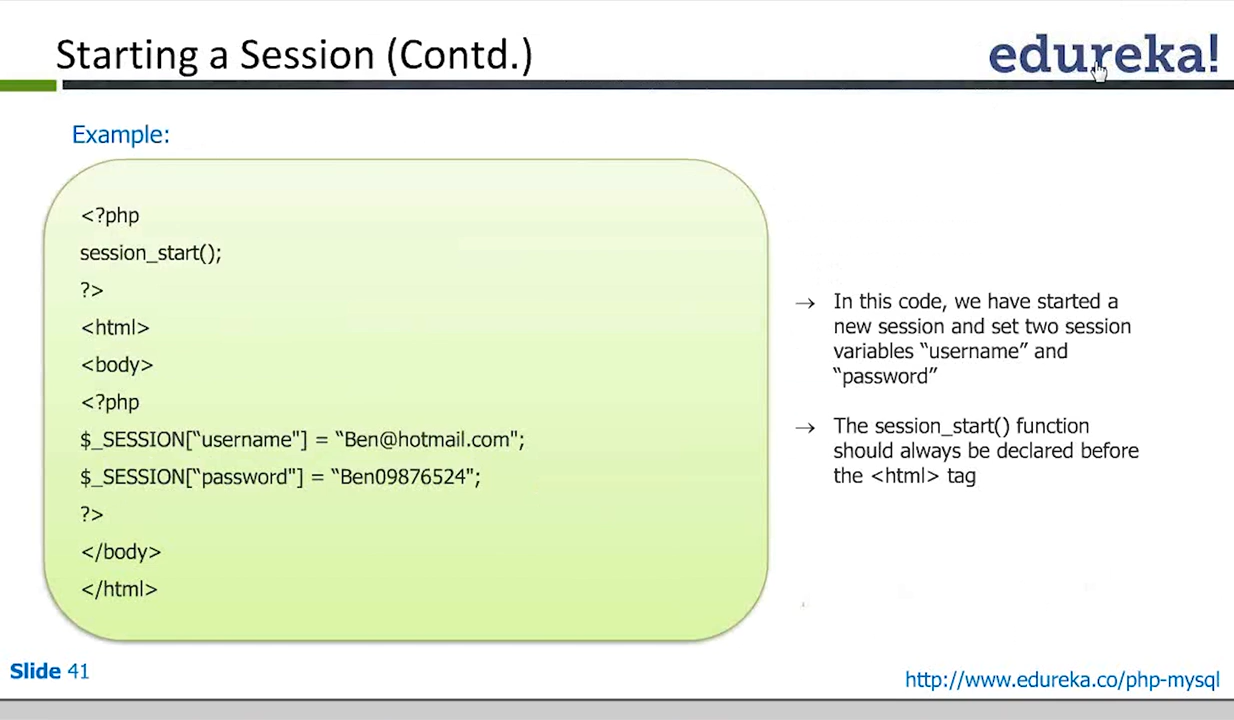 Starting a Session (Contd.)
edureka!
Example:
<?php
session_start();
?>
<html>
<body>
<?php
$_SESSION[“username"] = “Ben@hotmail.com";
$_SESSION[“password"] = “Ben09876524";
?>
</body>
</html>
→ In this code, we have started a
new session and set two session
variables “username” and
“password”
→ The session_start() function
should always be declared before
the <html> tag
Slide 41
http://www.edureka.co/php-mysql